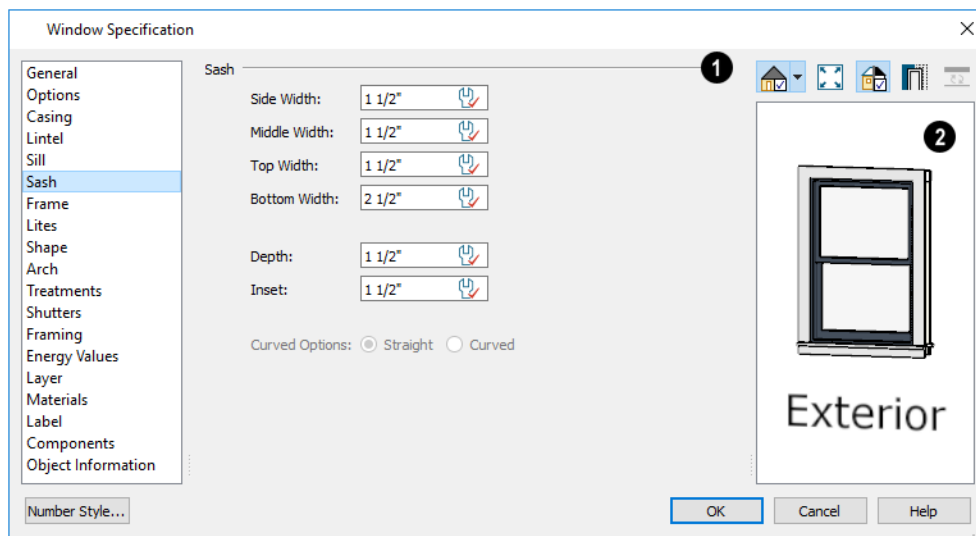 Window Specification
General
Options
Casing
Lintel
Sill
Sash
Frame
Lites
Shape
Arch
Treatments
Shutters
Framing
Energy Values
Layer
Materials
Label
Components
Object Information
Sash
Side Width: 1 1/2"
Middle Width: 1 1/2"
Top Width: 1 1/2"
Bottom Width: 2 1/2"
Depth: 1 1/2"
Inset: 1 1/2"
Curved Options: Straight Curved
1
2
Exterior
Number Style...
OK Cancel Help